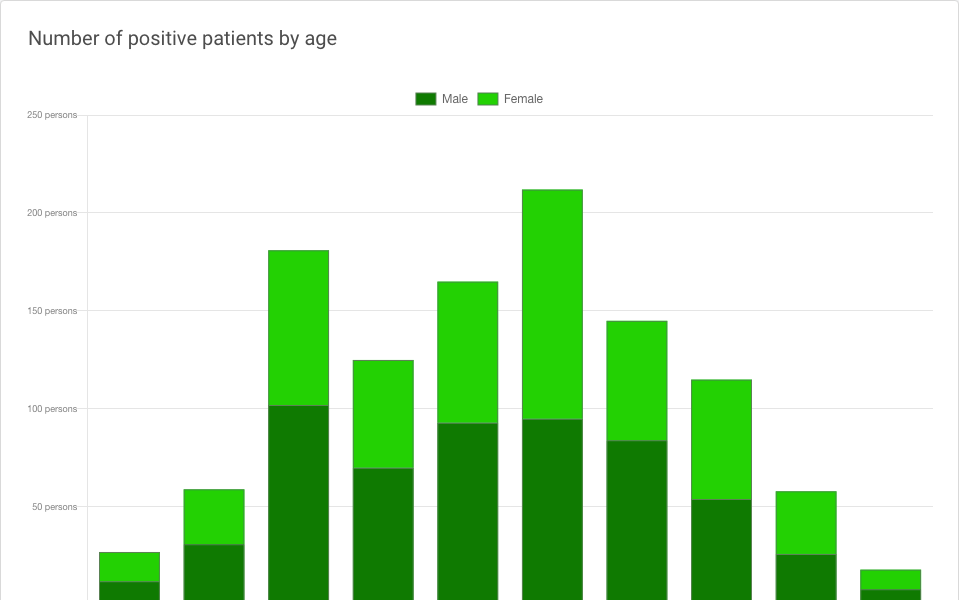 Number of positive patients by age
Male Female
250 persons
200 persons
150 persons
100 persons
50 persons